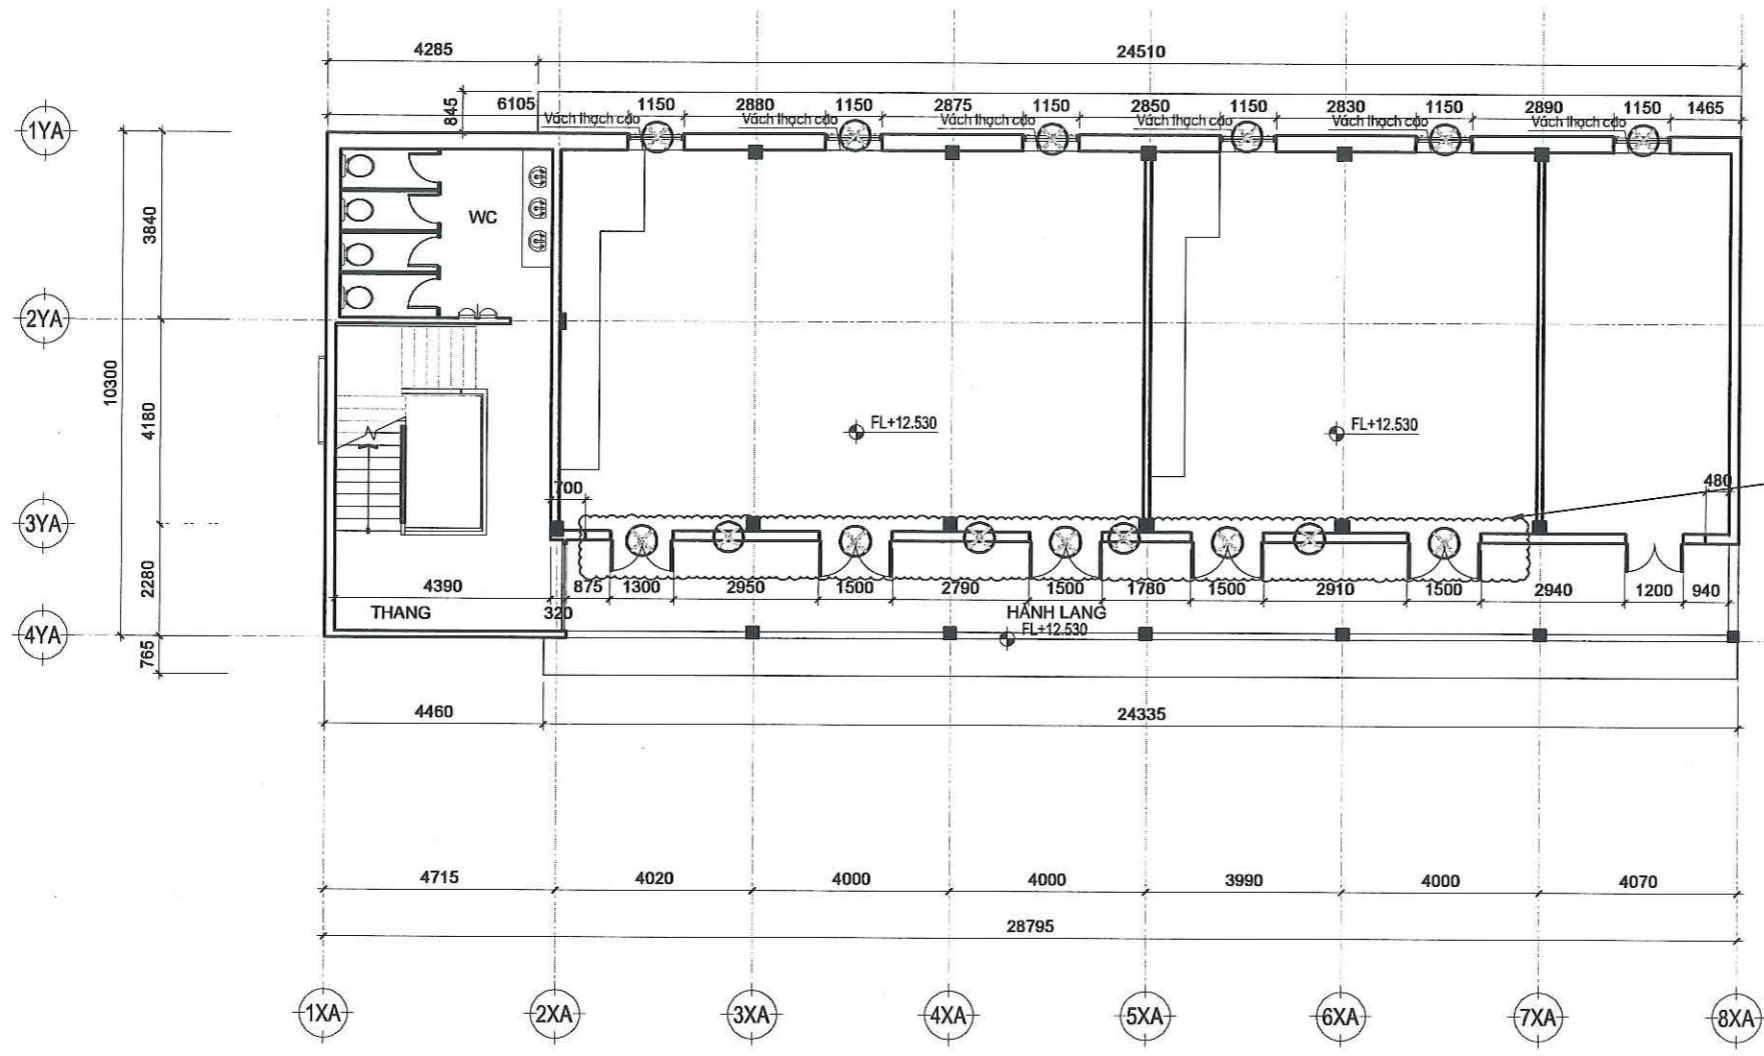 4285 24510
845 6105 1150 2880 1150 2875 1150 2850 1150 2830 1150 2890 1150 1465
Vách thạch cao Vách thạch cao Vách thạch cao Vách thạch cao Vách thạch cao Vách thạch cao
1YA
3840
WC
2YA
10300
4180
FL+12.530 FL+12.530
700 480
3YA
2280
4390 875 1300 2950 1500 2790 1500 1780 1500 2910 1500 2940 1200 940
THANG 320 HÀNH LANG
FL+12.530
4YA
765
4460 24335
4715 4020 4000 4000 3990 4000 4070
28795
1XA 2XA 3XA 4XA 5XA 6XA 7XA 8XA